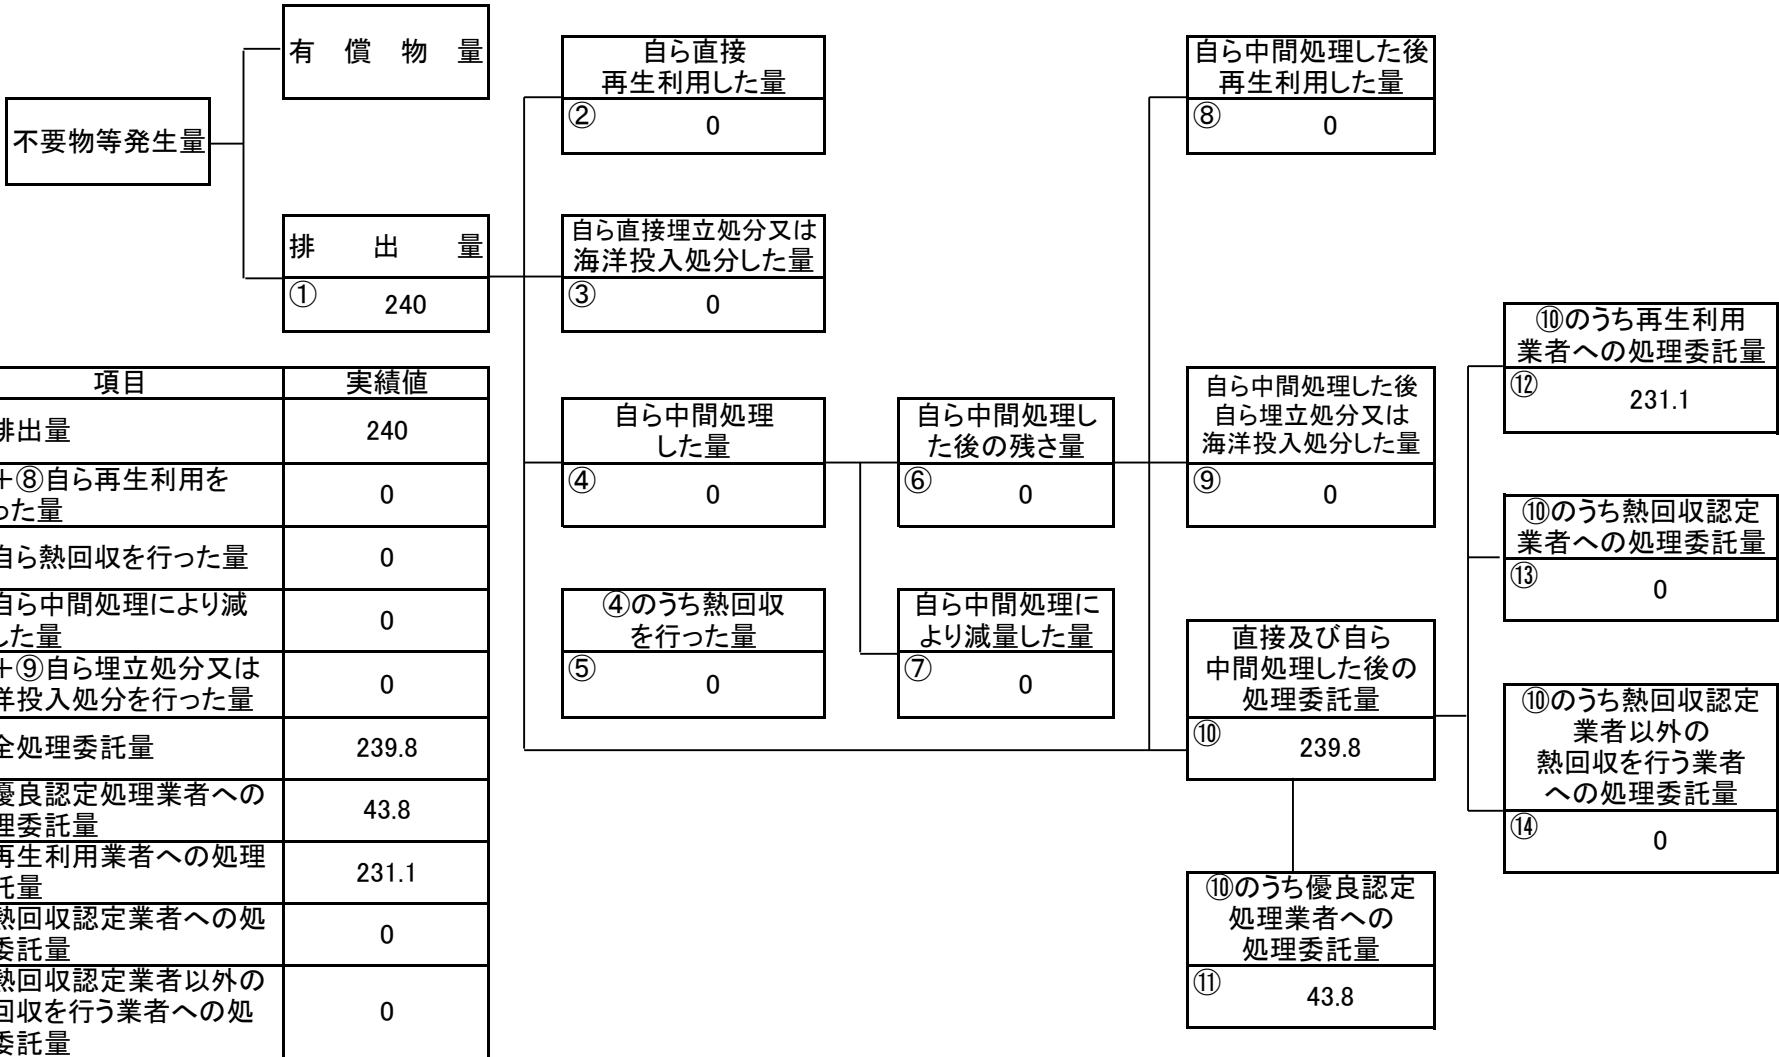 有償物量
不要物等発生量
排出量
① 240
自ら直接
再生利用した量
② 0
自ら直接埋立処分又は
海洋投入処分した量
③ 0
自ら中間処理
した量
④ 0
④のうち熱回収
を行った量
⑤ 0
自ら中間処理し
た後の残さ量
⑥ 0
自ら中間処理に
より減量した量
⑦ 0
自ら中間処理した後
再生利用した量
⑧ 0
自ら中間処理した後
自ら埋立処分又は
海洋投入処分した量
⑨ 0
直接及び自ら
中間処理した後の
処理委託量
⑩ 239.8
⑩のうち優良認定
処理業者への
処理委託量
⑪ 43.8
⑩のうち再生利用
業者への処理委託量
⑫ 231.1
⑩のうち熱回収認定
業者への処理委託量
⑬ 0
⑩のうち熱回収認定
業者以外の
熱回収を行う業者
への処理委託量
⑭ 0
項目 実績値
排出量 240
+⑧自ら再生利用を
った量 0
自ら熱回収を行った量 0
自ら中間処理により減
した量 0
+⑨自ら埋立処分又は
洋投入処分を行った量 0
全処理委託量 239.8
優良認定処理業者への
理委託量 43.8
再生利用業者への処理
託量 231.1
熱回収認定業者への処
委託量 0
熱回収認定業者以外の
回収を行う業者への処
委託量 0